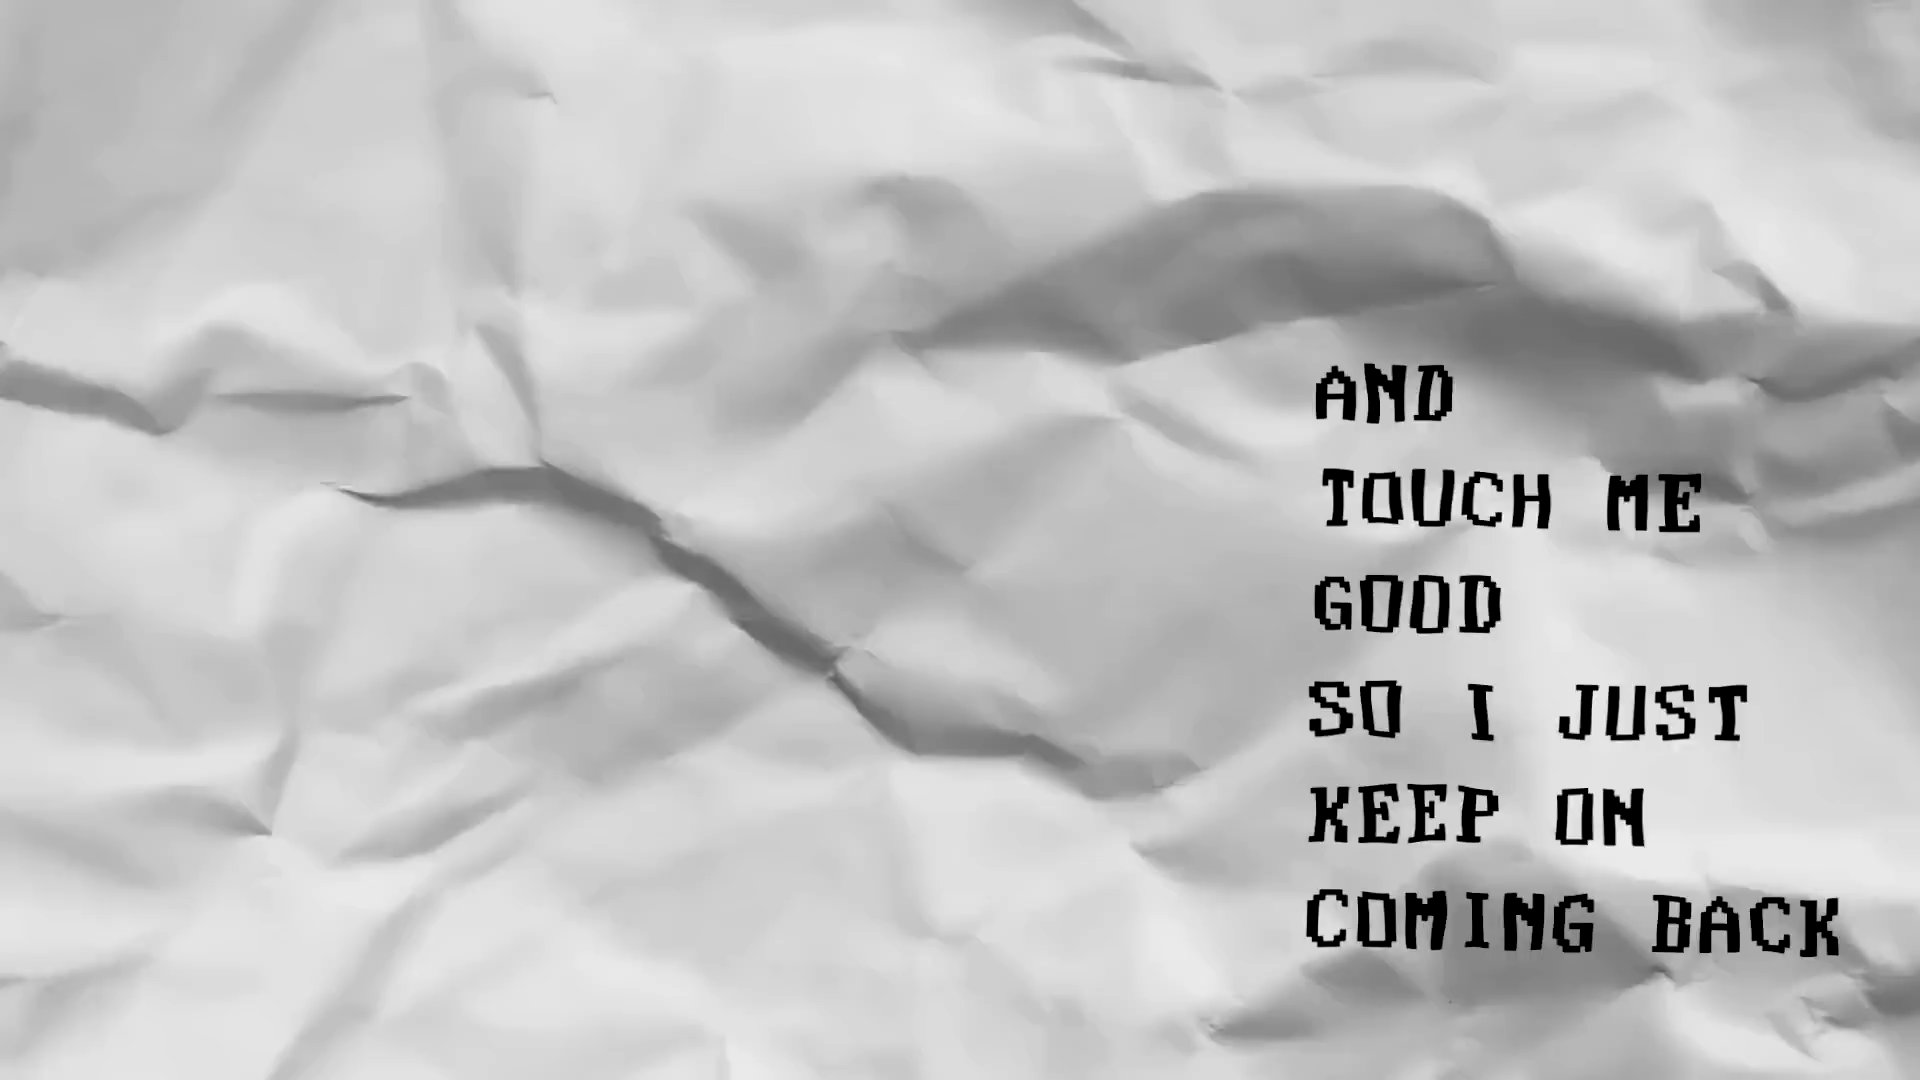 AND
TOUCH ME
GOOD
SO I JUST
KEEP ON
COMING BACK